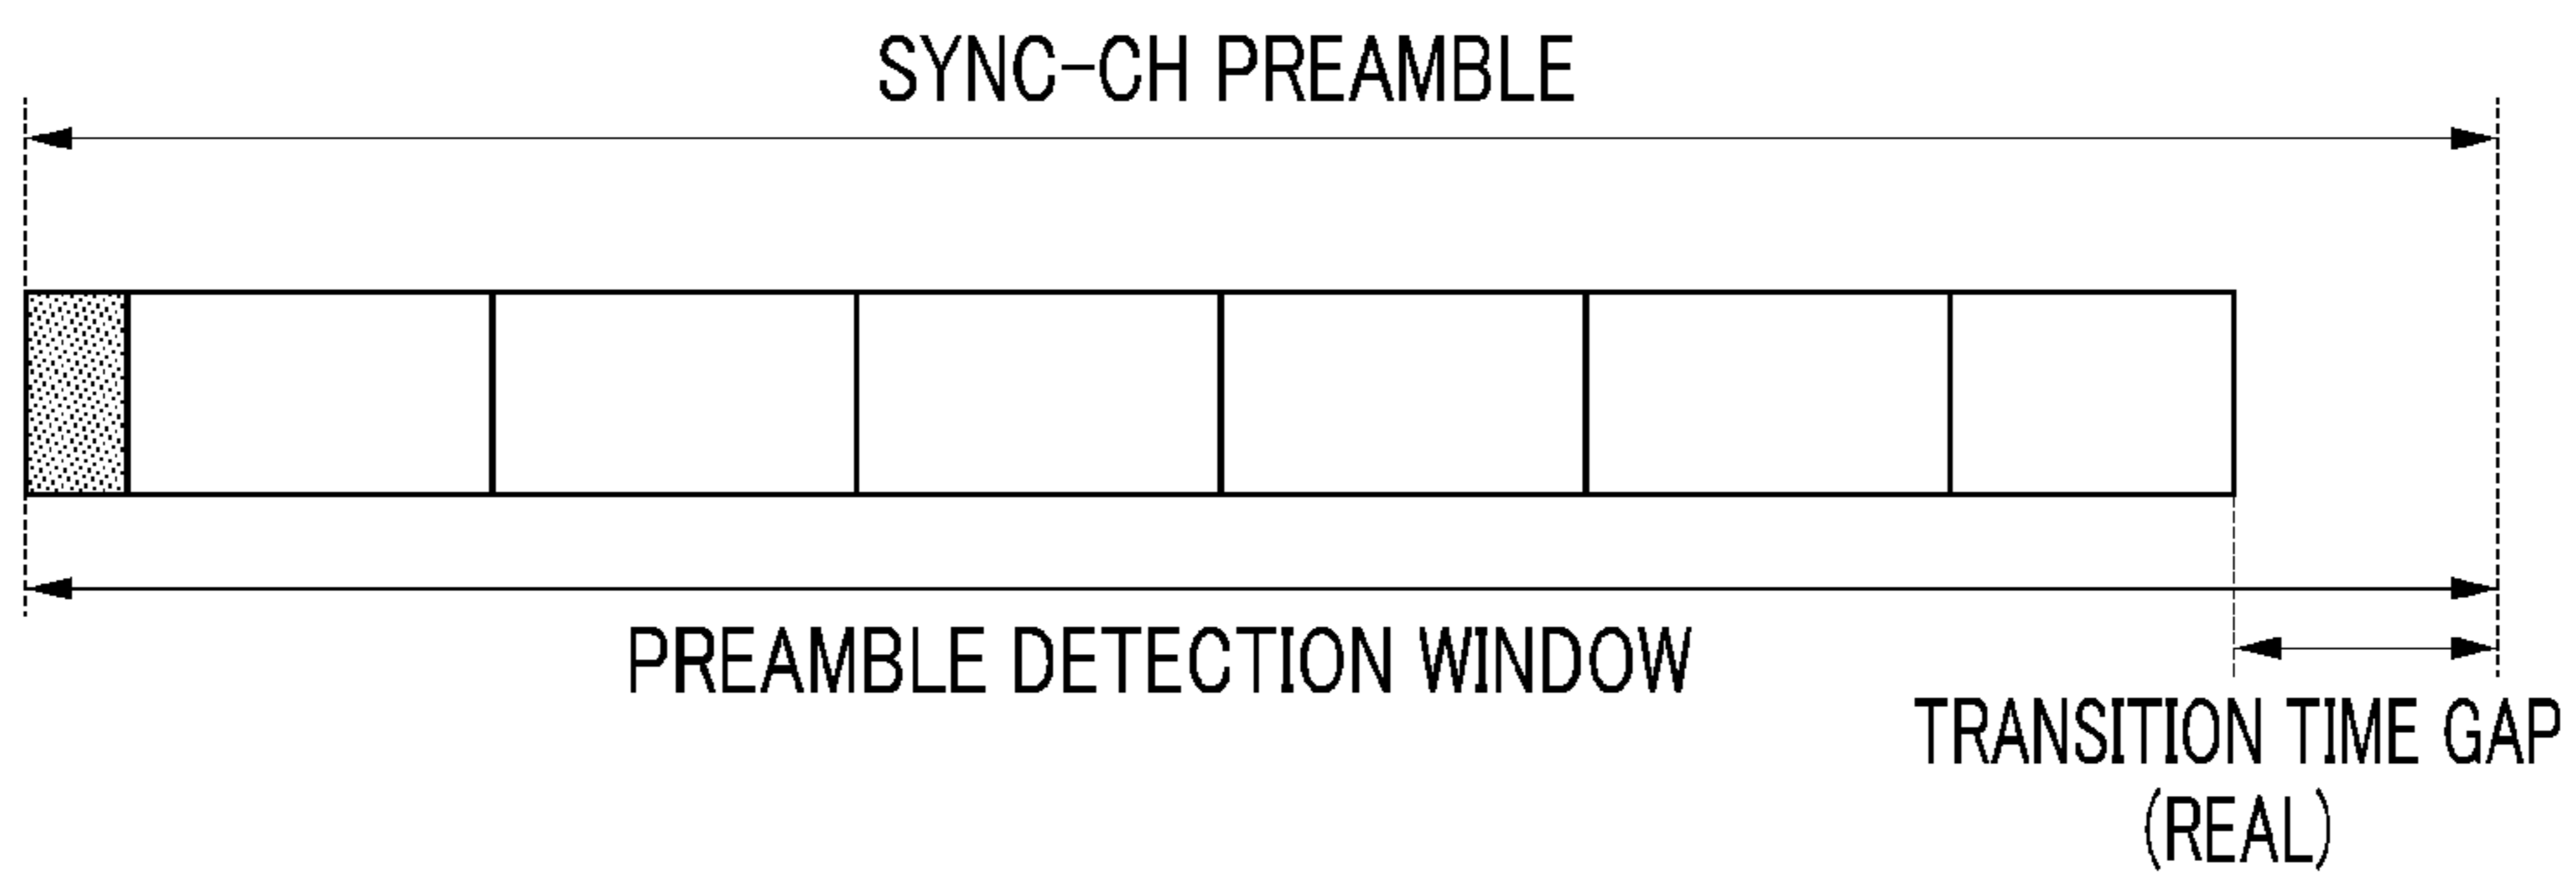 SYNC-CH PREAMBLE
PREAMBLE DETECTION WINDOW
TRANSITION TIME GAP
(REAL)